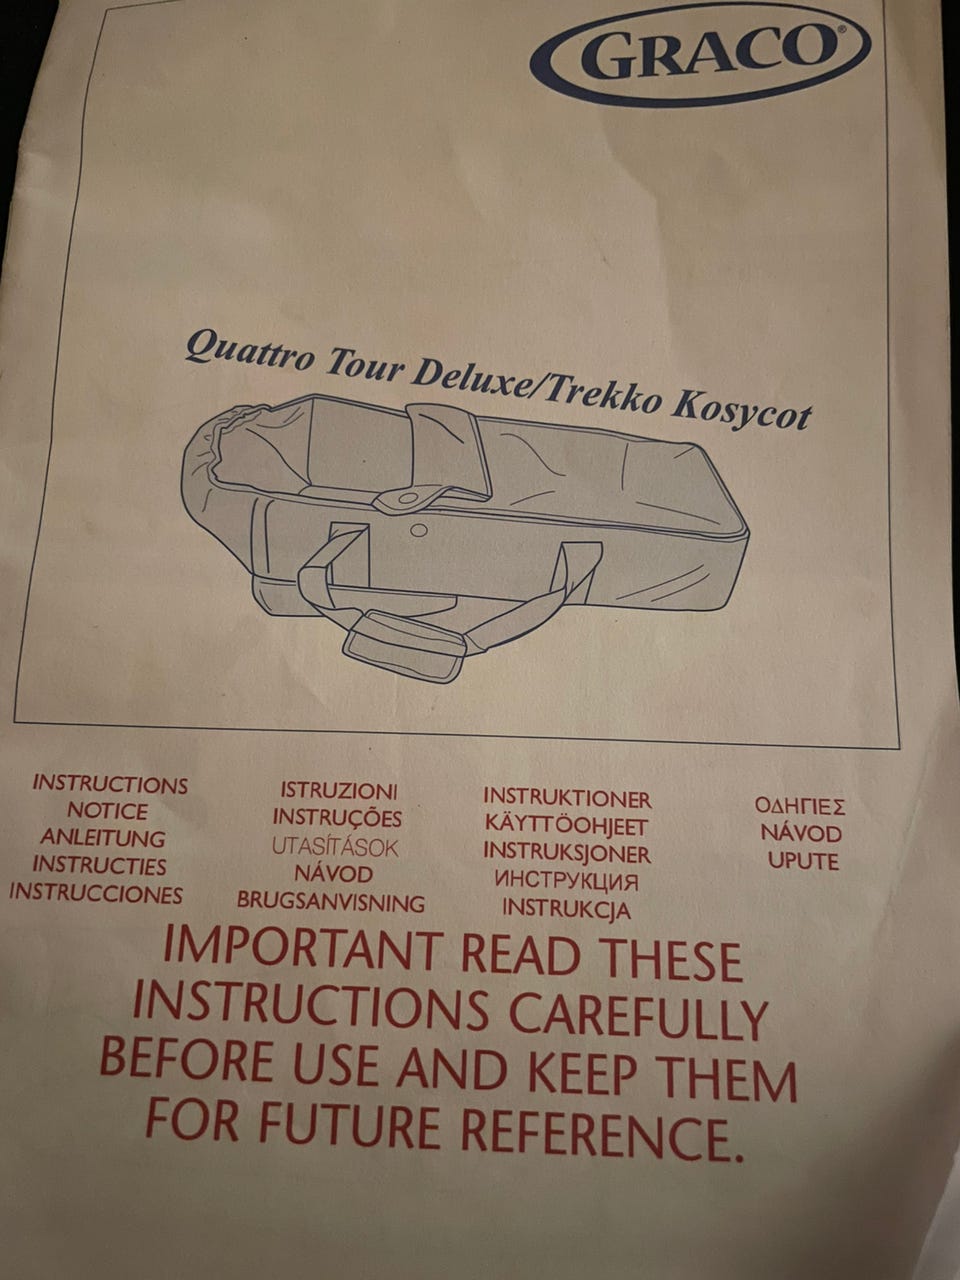 GRACO®
Quattro Tour Deluxe/Trekko Kosycot
INSTRUCTIONS
NOTICE
ANLEITUNG
INSTRUCTIES
INSTRUCCIONES
ISTRUZIONI
INSTRUÇÕES
UTASÍTÁSOK
NÁVOD
BRUGSANVISNING
INSTRUKTIONER
KÄYTTÖOHJEET
INSTRUKSJONER
ИНСТРУКЦИЯ
INSTRUKCJA
ΟΔΗΓΙΕΣ
NÁVOD
UPUTE
IMPORTANT READ THESE
INSTRUCTIONS CAREFULLY
BEFORE USE AND KEEP THEM
FOR FUTURE REFERENCE.